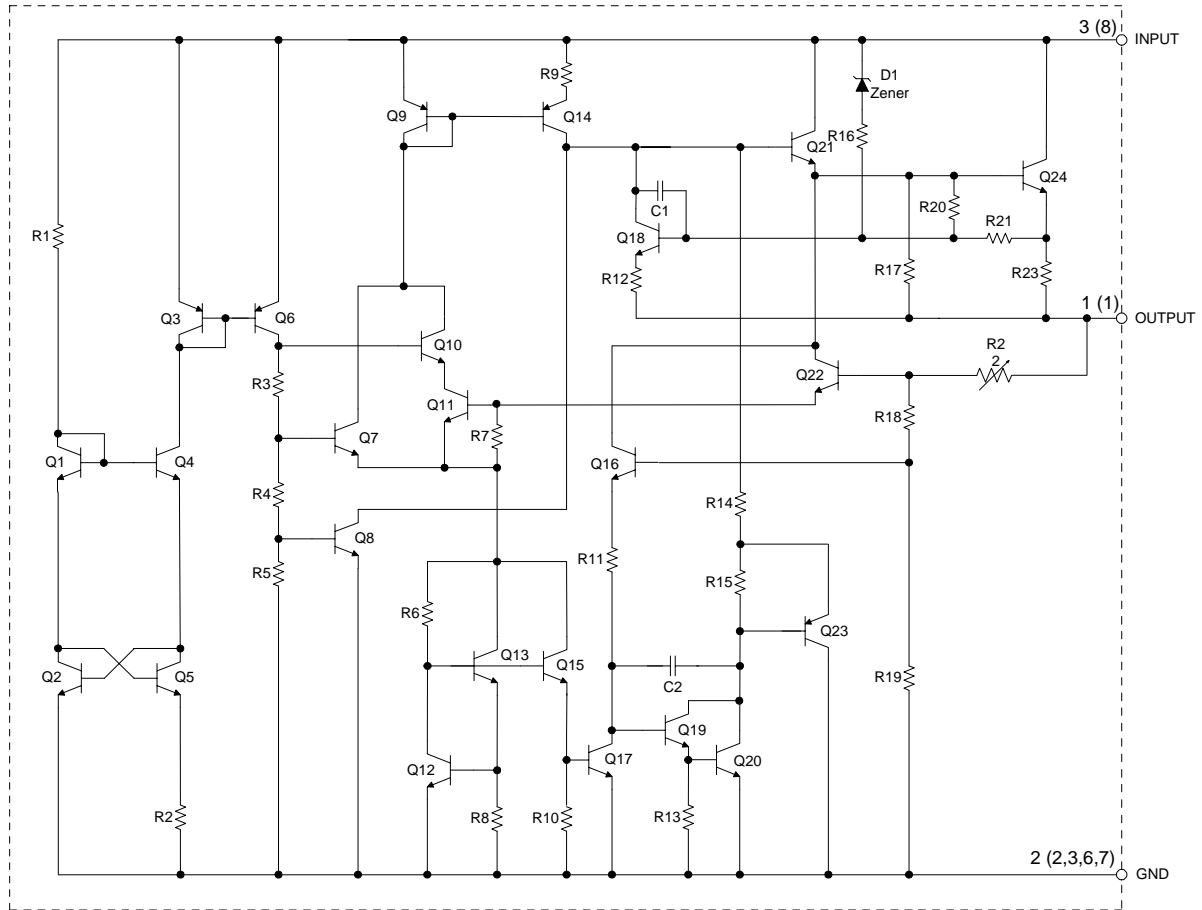 3 (8)
INPUT
R9
D1
Zener
Q9
Q14
Q21
R16
Q24
C1
R20
R21
R1
Q18
R12
R17
R23
1 (1)
OUTPUT
Q3
Q6
Q10
R2
2
R3
Q22
Q11
R7
R18
Q7
Q1
Q4
Q16
R4
R14
Q8
R11
R5
R15
R6
Q23
Q13
Q15
Q2
Q5
C2
R19
Q19
Q12
Q17
Q20
R2
R8
R10
R13
2 (2,3,6,7)
GND